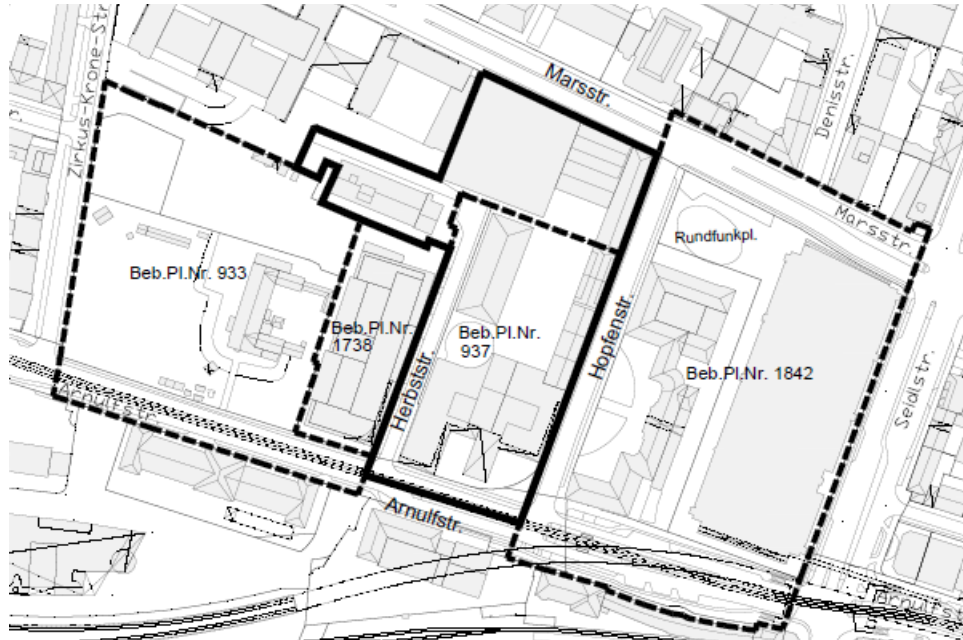 Zirkus-Krone-Str.
Marsstr.
Denisstr.
Marsstr.
Rundfunkpl.
Beb.Pl.Nr. 933
Beb.Pl.Nr.
1738
Beb.Pl.Nr.
937
Beb.Pl.Nr. 1842
Herbststr.
Hopfenstr.
Seidlstr.
Arnulfstr.
Arnulfstr.